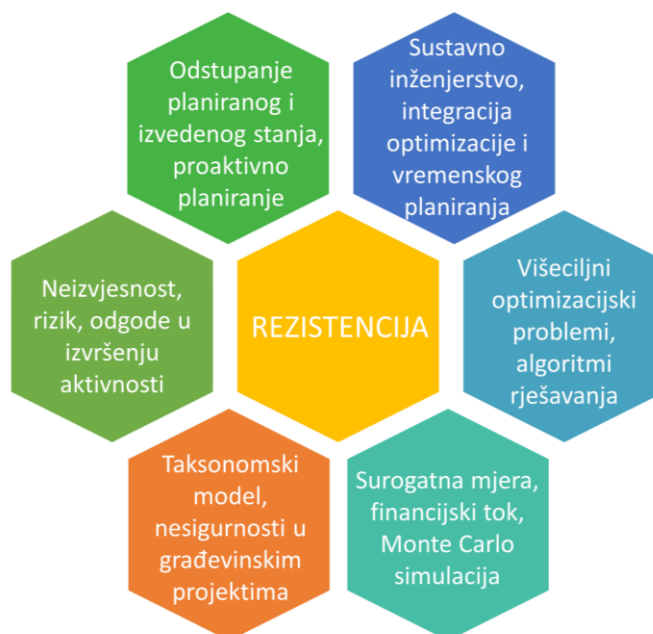 Odstupanje
planiranog i
izvedenog stanja,
proaktivno
planiranje
Sustavno
inženjerstvo,
integracija
optimizacije i
vremenskog
planiranja
Neizvjesnost,
rizik, odgode u
izvršenju
aktivnosti
REZISTENCIJA
Višeciljni
optimizacijski
problemi,
algoritmi
rješavanja
Taksonomski
model,
nesigurnosti u
građevinskim
projektima
Surogatna mjera,
financijski tok,
Monte Carlo
simulacija